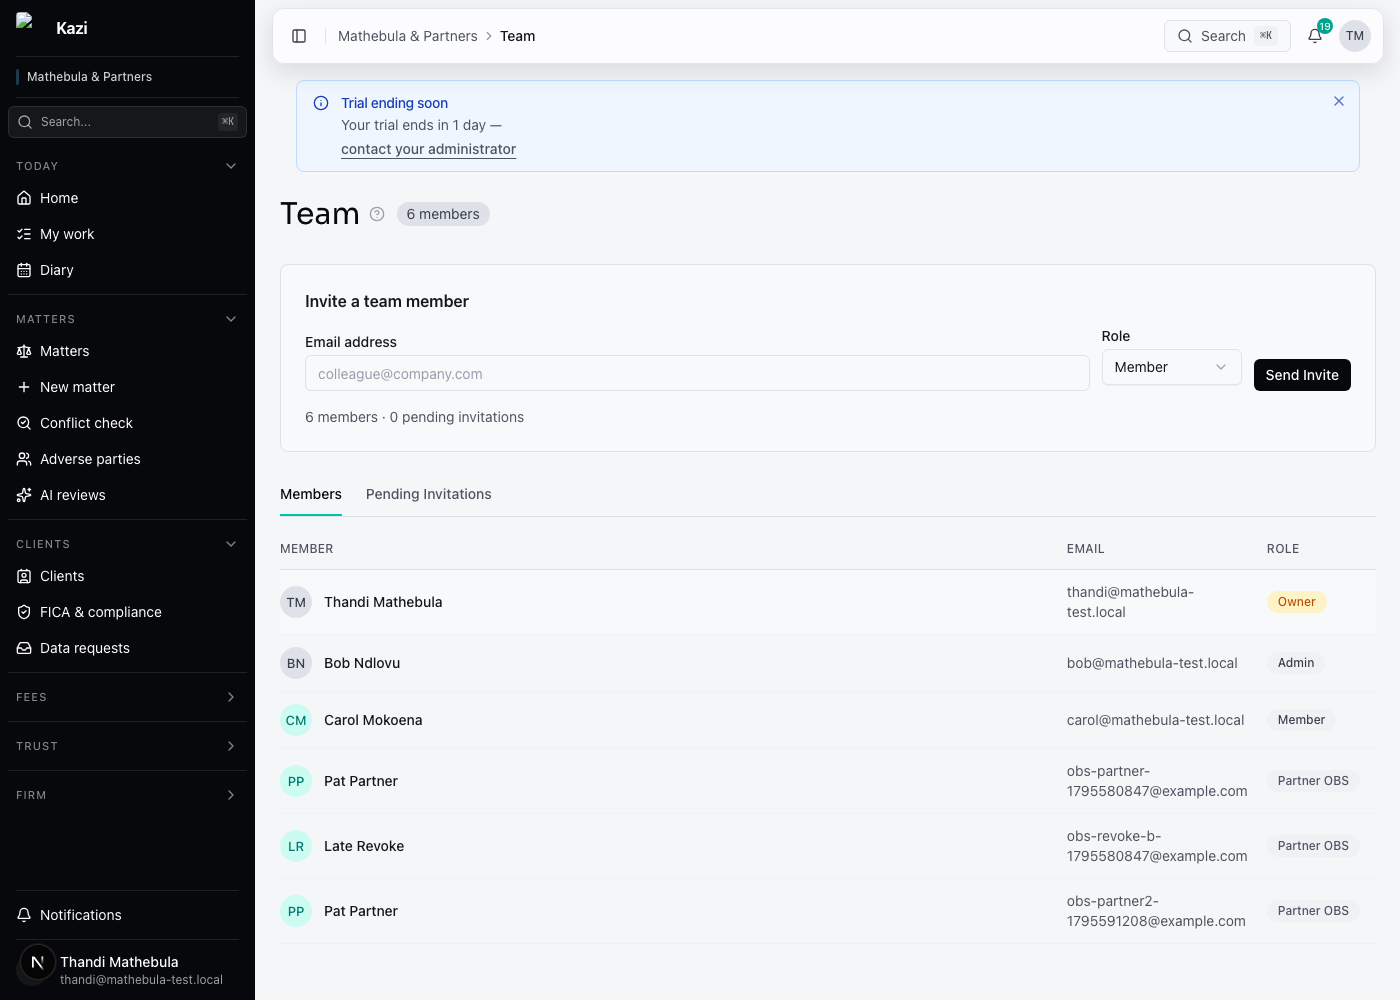 Kazi
Mathebula & Partners
Search...
⌘K
TODAY
Home
My work
Diary
MATTERS
Matters
New matter
Conflict check
Adverse parties
AI reviews
CLIENTS
Clients
FICA & compliance
Data requests
FEES
TRUST
FIRM
Notifications
N
Thandi Mathebula
thandi@mathebula-test.local
Mathebula & Partners > Team
Search ⌘K
19
TM
Trial ending soon
Your trial ends in 1 day —
contact your administrator
Team
6 members
Invite a team member
Email address
colleague@company.com
Role
Member
Send Invite
6 members · 0 pending invitations
Members
Pending Invitations
MEMBER EMAIL ROLE
TM Thandi Mathebula
thandi@mathebula-
test.local
Owner
BN Bob Ndlovu bob@mathebula-test.local Admin
CM Carol Mokoena carol@mathebula-test.local Member
PP Pat Partner
obs-partner-
1795580847@example.com
Partner OBS
LR Late Revoke
obs-revoke-b-
1795580847@example.com
Partner OBS
PP Pat Partner
obs-partner2-
1795591208@example.com
Partner OBS